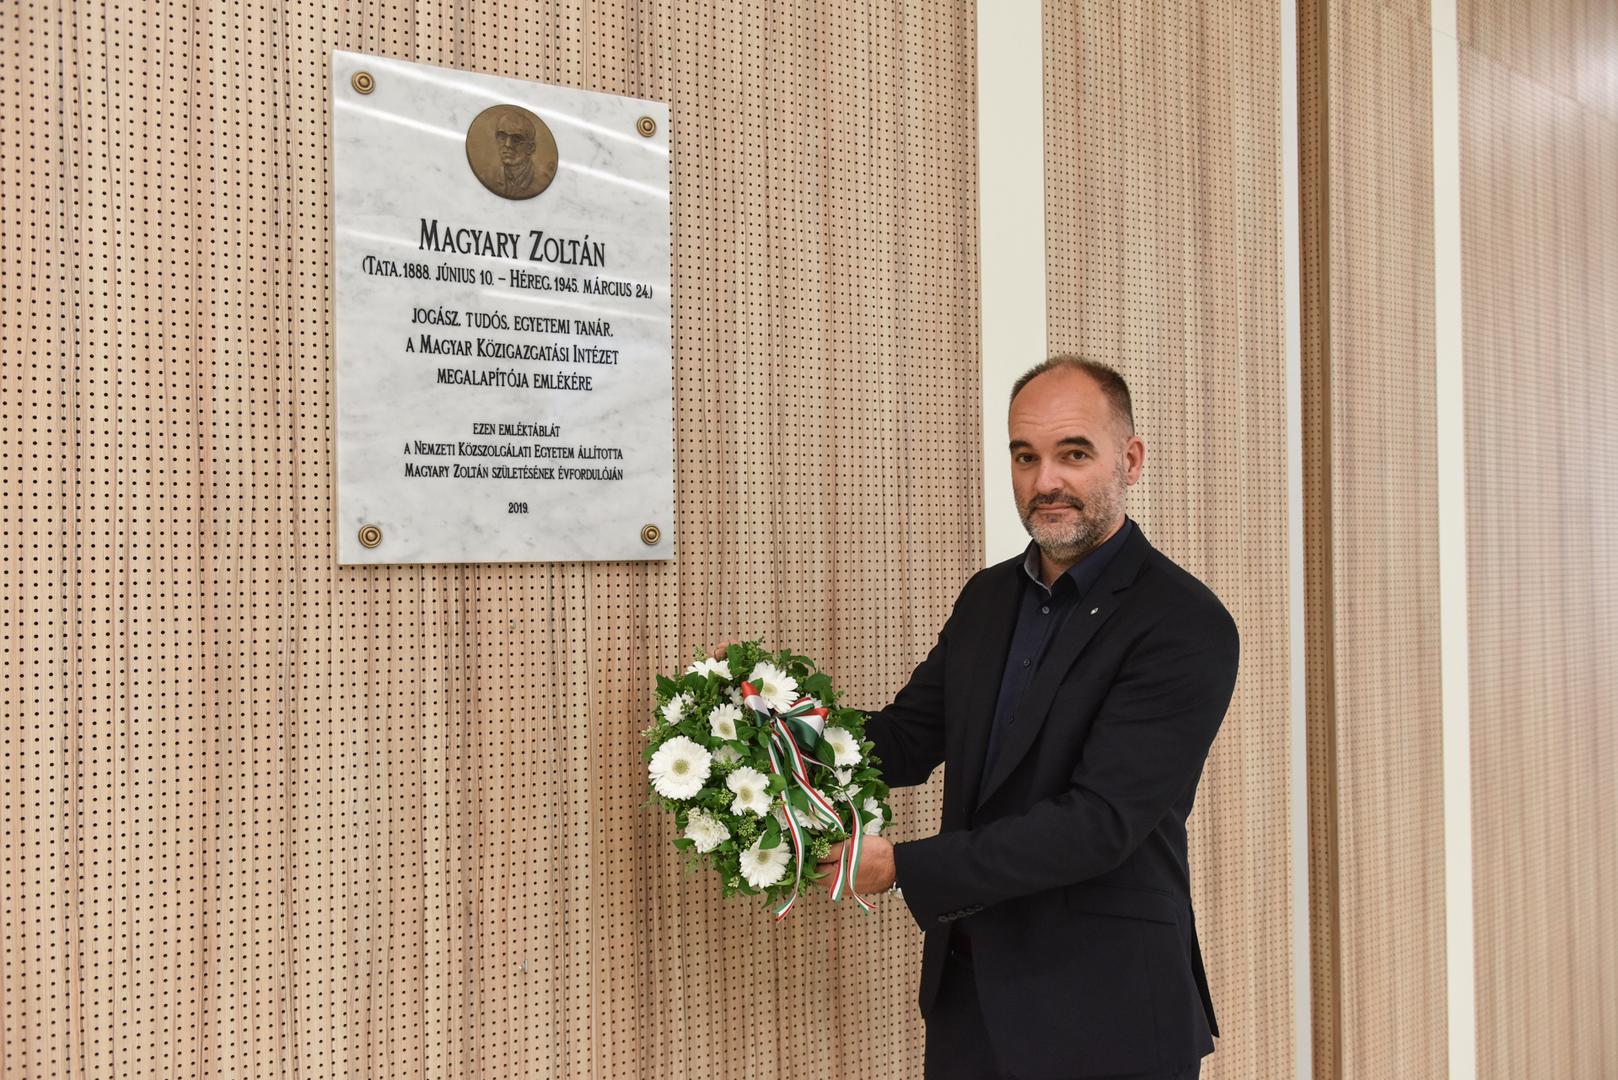 MAGYARY ZOLTÁN
(TATA, 1888. JÚNIUS 10. – HÉREG, 1945. MÁRCIUS 24.)
JOGÁSZ, TUDÓS, EGYETEMI TANÁR,
A MAGYAR KÖZIGAZGATÁSI INTÉZET
MEGALAPÍTÓJA EMLÉKÉRE
EZEN EMLÉKTÁBLÁT
A NEMZETI KÖZSZOLGÁLATI EGYETEM ÁLLÍTOTTA
MAGYARY ZOLTÁN SZÜLETÉSÉNEK ÉVFORDULÓJÁN
2019.